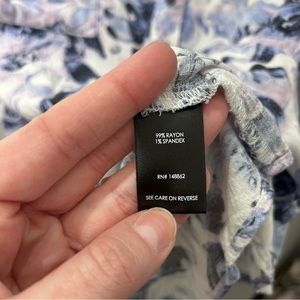 99% RAYON
1% SPANDEX
RN# 148862
SEE CARE ON REVERSE